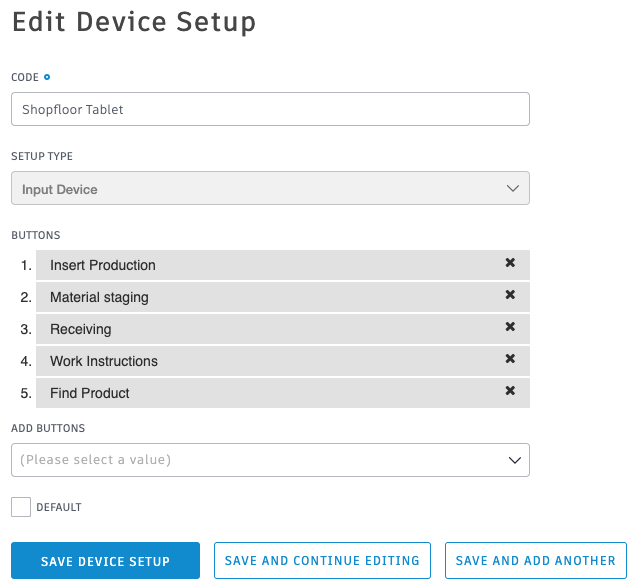 Edit Device Setup
CODE
Shopfloor Tablet
SETUP TYPE
Input Device
BUTTONS
1. Insert Production
2. Material staging
3. Receiving
4. Work Instructions
5. Find Product
ADD BUTTONS
(Please select a value)
DEFAULT
SAVE DEVICE SETUP SAVE AND CONTINUE EDITING SAVE AND ADD ANOTHER